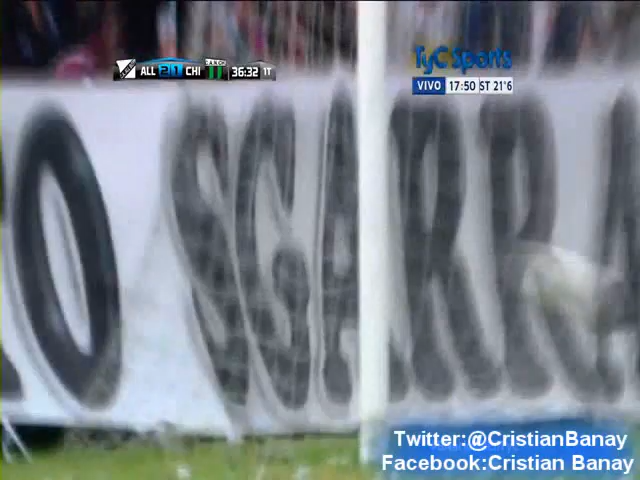 TyC Sports
ALL 2 1 CHI 36:32 1T
VIVO 17:50 ST 21°6
O SGARRA
Twitter:@CristianBanay
Facebook:Cristian Banay